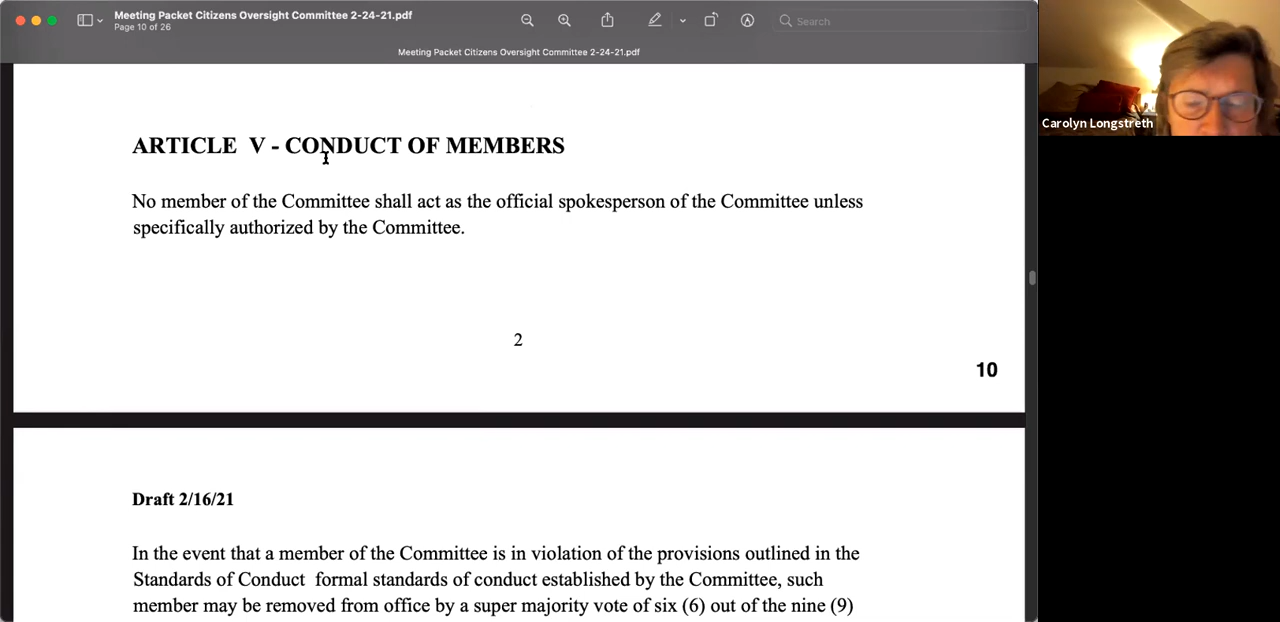 Meeting Packet Citizens Oversight Committee 2-24-21.pdf
Page 10 of 26
Search
Meeting Packet Citizens Oversight Committee 2-24-21.pdf
Carolyn Longstreth
ARTICLE V - CONDUCT OF MEMBERS
No member of the Committee shall act as the official spokesperson of the Committee unless
specifically authorized by the Committee.
2
10
Draft 2/16/21
In the event that a member of the Committee is in violation of the provisions outlined in the
Standards of Conduct formal standards of conduct established by the Committee, such
member may be removed from office by a super majority vote of six (6) out of the nine (9)